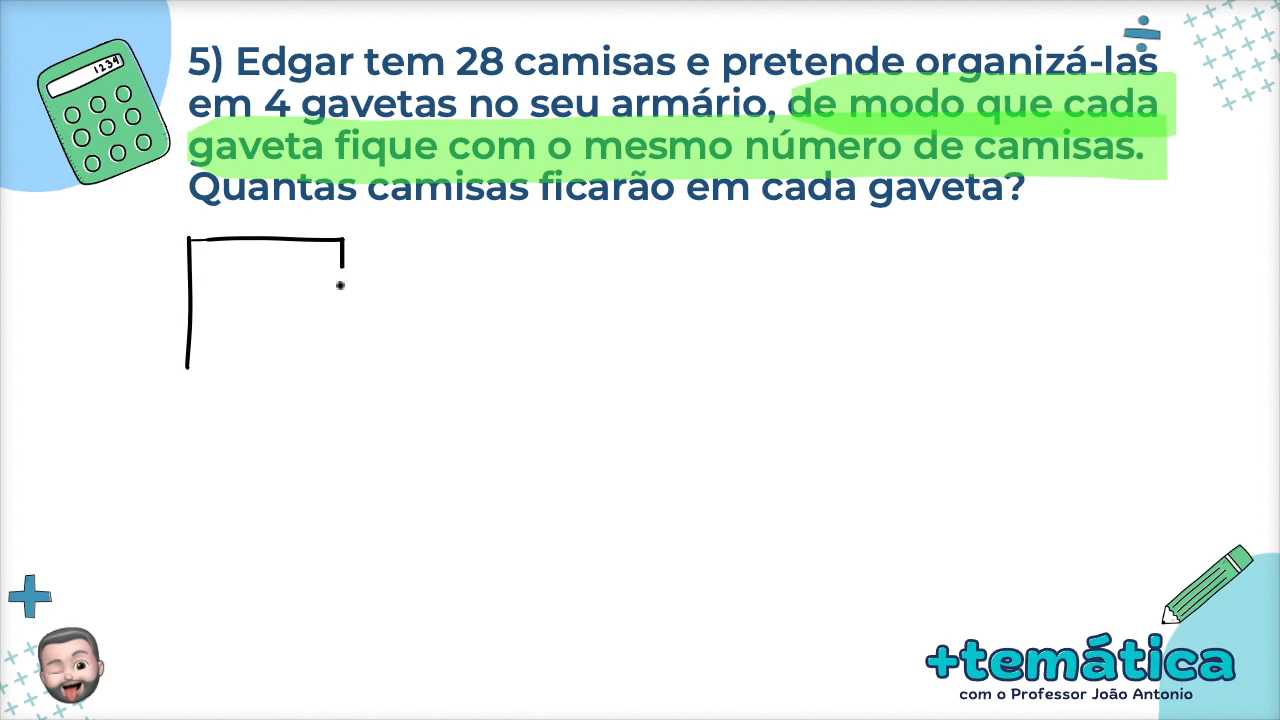 1234
5) Edgar tem 28 camisas e pretende organizá-las
em 4 gavetas no seu armário, de modo que cada
gaveta fique com o mesmo número de camisas.
Quantas camisas ficarão em cada gaveta?
+temática
com o Professor João Antonio